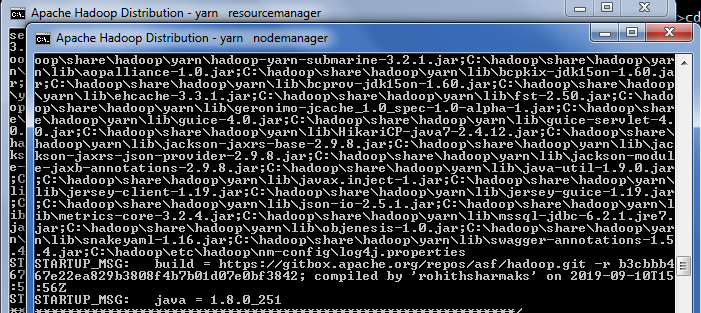 Apache Hadoop Distribution - yarn resourcemanager
>cd
Apache Hadoop Distribution - yarn nodemanager
oop\share\hadoop\yarn\hadoop-yarn-submarine-3.2.1.jar;C:\hadoop\share\hadoop\yar
n\lib\aopalliance-1.0.jar;C:\hadoop\share\hadoop\yarn\lib\bcpkix-jdk15on-1.60.ja
r;C:\hadoop\share\hadoop\yarn\lib\bcprov-jdk15on-1.60.jar;C:\hadoop\share\hadoop
\yarn\lib\ehcache-3.3.1.jar;C:\hadoop\share\hadoop\yarn\lib\fst-2.50.jar;C:\hado
op\share\hadoop\yarn\lib\geronimo-jcache_1.0_spec-1.0-alpha-1.jar;C:\hadoop\shar
e\hadoop\yarn\lib\guice-4.0.jar;C:\hadoop\share\hadoop\yarn\lib\guice-servlet-4.
0.jar;C:\hadoop\share\hadoop\yarn\lib\HikariCP-java7-2.4.12.jar;C:\hadoop\share\
hadoop\yarn\lib\jackson-jaxrs-base-2.9.8.jar;C:\hadoop\share\hadoop\yarn\lib\jac
kson-jaxrs-json-provider-2.9.8.jar;C:\hadoop\share\hadoop\yarn\lib\jackson-modul
e-jaxb-annotations-2.9.8.jar;C:\hadoop\share\hadoop\yarn\lib\java-util-1.9.0.jar
;C:\hadoop\share\hadoop\yarn\lib\javax.inject-1.jar;C:\hadoop\share\hadoop\yarn\
lib\jersey-client-1.19.jar;C:\hadoop\share\hadoop\yarn\lib\jersey-guice-1.19.jar
;C:\hadoop\share\hadoop\yarn\lib\json-io-2.5.1.jar;C:\hadoop\share\hadoop\yarn\l
ib\metrics-core-3.2.4.jar;C:\hadoop\share\hadoop\yarn\lib\mssql-jdbc-6.2.1.jre7.
jar;C:\hadoop\share\hadoop\yarn\lib\objenesis-1.0.jar;C:\hadoop\share\hadoop\yar
n\lib\snakeyaml-1.16.jar;C:\hadoop\share\hadoop\yarn\lib\swagger-annotations-1.5
.4.jar;C:\hadoop\etc\hadoop\nm-config\log4j.properties
STARTUP_MSG:   build = https://gitbox.apache.org/repos/asf/hadoop.git -r b3cbbb4
67e22ea829b3808f4b7b01d07e0bf3842; compiled by 'rohithsharmaks' on 2019-09-10T15
:56Z
STARTUP_MSG:   java = 1.8.0_251
************************************************************/